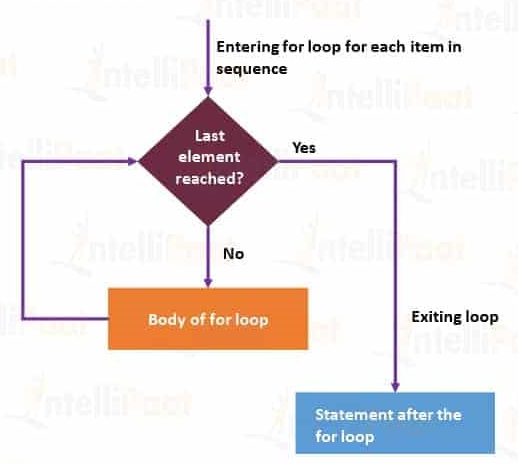 Entering for loop for each item in
sequence
Last
element
reached?
Yes
No
Body of for loop
Exiting loop
Statement after the
for loop
IntelliPaat